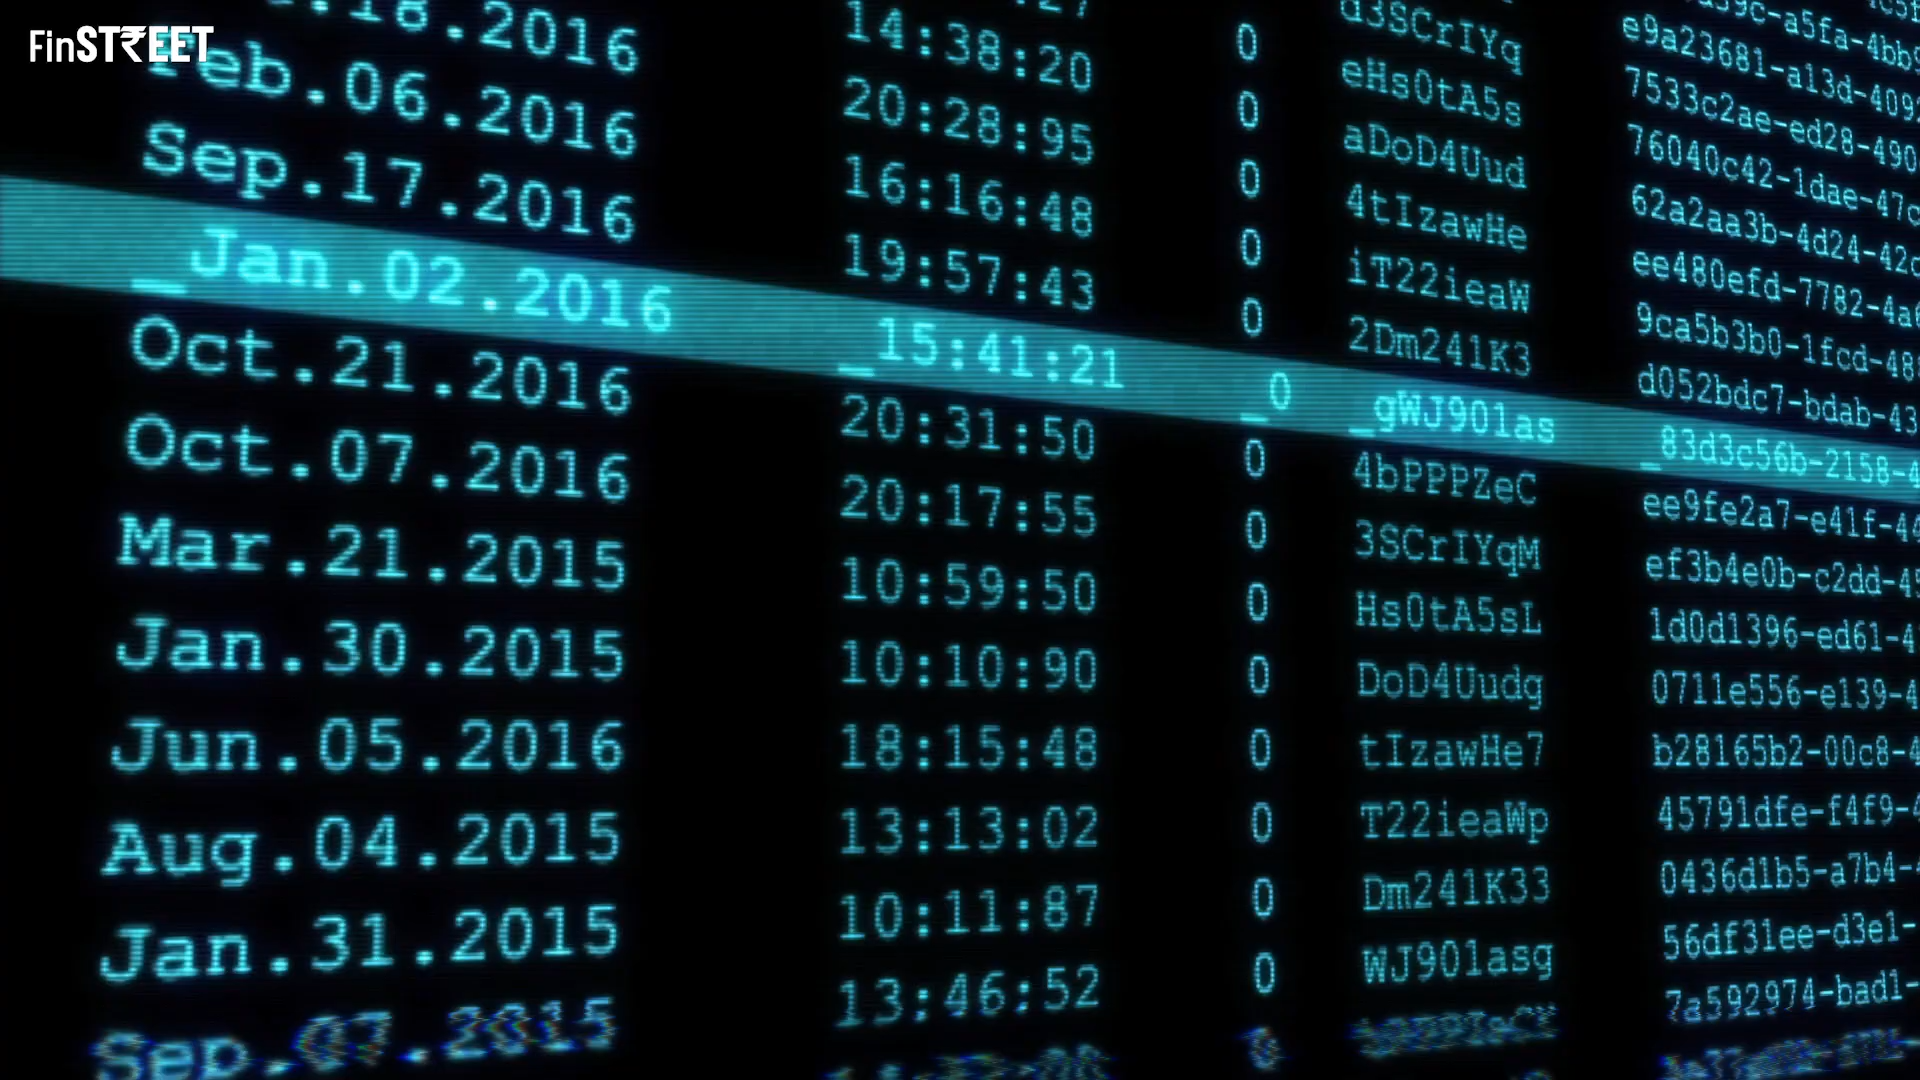 FinSTREET
.18.2016 14:38:20 0 d3SCrIYq e9a23681-a13d-409
Feb.06.2016 20:28:95 0 eHs0tA5s 7533c2ae-ed28-490
Sep.17.2016 16:16:48 0 aDoD4Uud 76040c42-1dae-47c
19:57:43 0 4tIzawHe 62a2aa3b-4d24-42c
0 iT22ieaW ee480efd-7782-4a
2Dm241K3 9ca5b3b0-1fcd-48
d052bdc7-bdab-43
_Jan.02.2016 _15:41:21 _0 _gWJ901as _83d3c56b-2158-4
Oct.21.2016 20:31:50 0 4bPPPZeC ee9fe2a7-e41f-44
Oct.07.2016 20:17:55 0 3SCrIYqM ef3b4e0b-c2dd-45
Mar.21.2015 10:59:50 0 Hs0tA5sL 1d0d1396-ed61-4
Jan.30.2015 10:10:90 0 DoD4Uudg 0711e556-e139-4
Jun.05.2016 18:15:48 0 tIzawHe7 b28165b2-00c8-4
Aug.04.2015 13:13:02 0 T22ieaWp 45791dfe-f4f9-
Jan.31.2015 10:11:87 0 Dm241K33 0436d1b5-a7b4-
Sep.07.2015 13:46:52 0 WJ901asg 56df31ee-d3e1-
7a592974-bad1-